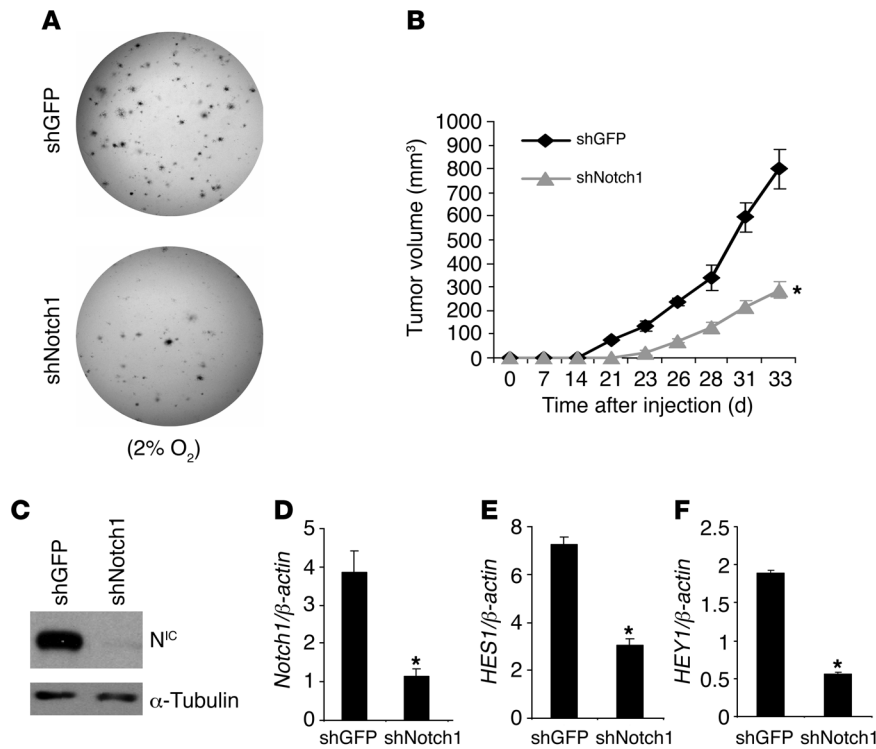 A
shGFP
shNotch1
(2% O2)
B
Tumor volume (mm3)
1000
900
800
700
600
500
400
300
200
100
0
shGFP
shNotch1
*
0 7 14 21 23 26 28 31 33
Time after injection (d)
C
shGFP
shNotch1
NIC
α-Tubulin
D
Notch1/β-actin
5
4
3
2
1
0
*
shGFP shNotch1
E
HES1/β-actin
8
6
4
2
0
*
shGFP shNotch1
F
HEY1/β-actin
2.5
2
1.5
1
0.5
0
*
shGFP shNotch1